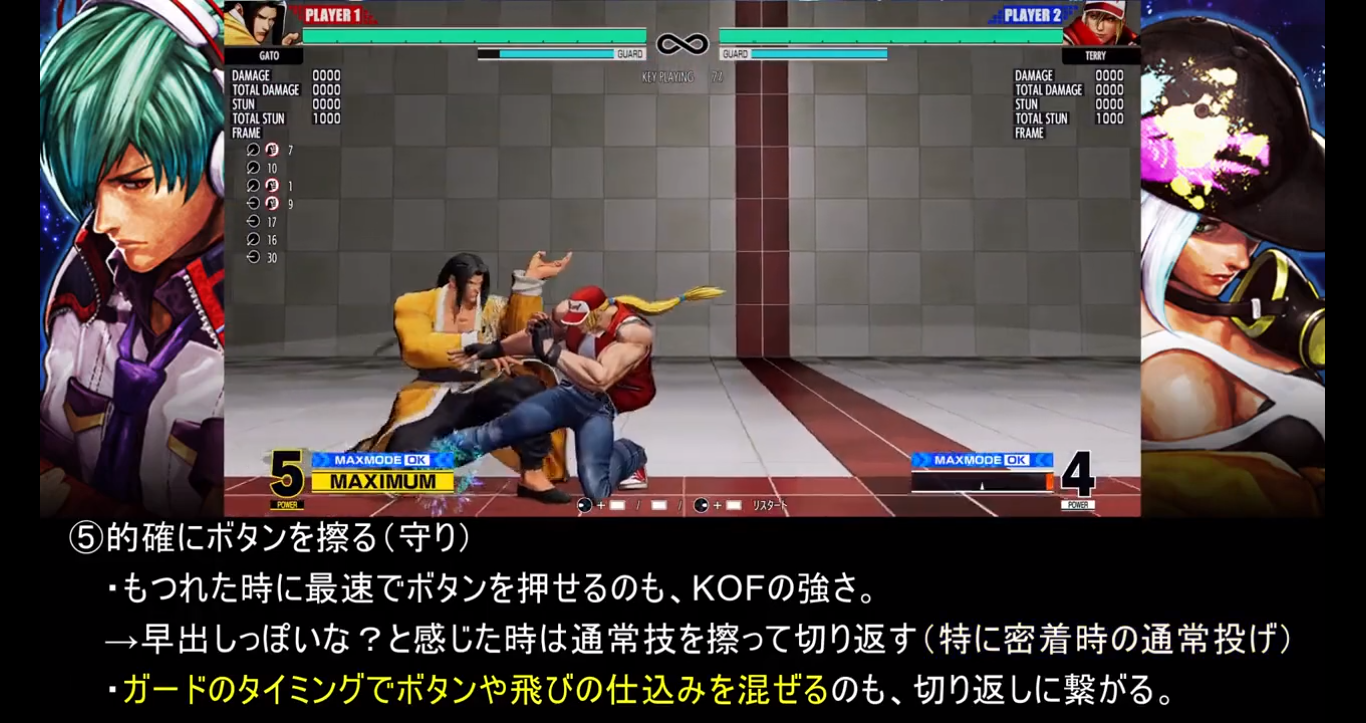 PLAYER 1
PLAYER 2
GATO
GUARD
GUARD
TERRY
KEY PLAYING
DAMAGE 0000
TOTAL DAMAGE 0000
STUN 0000
TOTAL STUN 1000
FRAME
DAMAGE 0000
TOTAL DAMAGE 0000
STUN 0000
TOTAL STUN 1000
FRAME
7
10
1
9
17
16
30
5
POWER
MAXMODE OK
MAXIMUM
MAXMODE OK
4
POWER
+ / / + リスタート
⑤的確にボタンを擦る(守り)
・もつれた時に最速でボタンを押せるのも、KOFの強さ。
→早出しっぽいな?と感じた時は通常技を擦って切り返す(特に密着時の通常投げ)
・ガードのタイミングでボタンや飛びの仕込みを混ぜるのも、切り返しに繋がる。